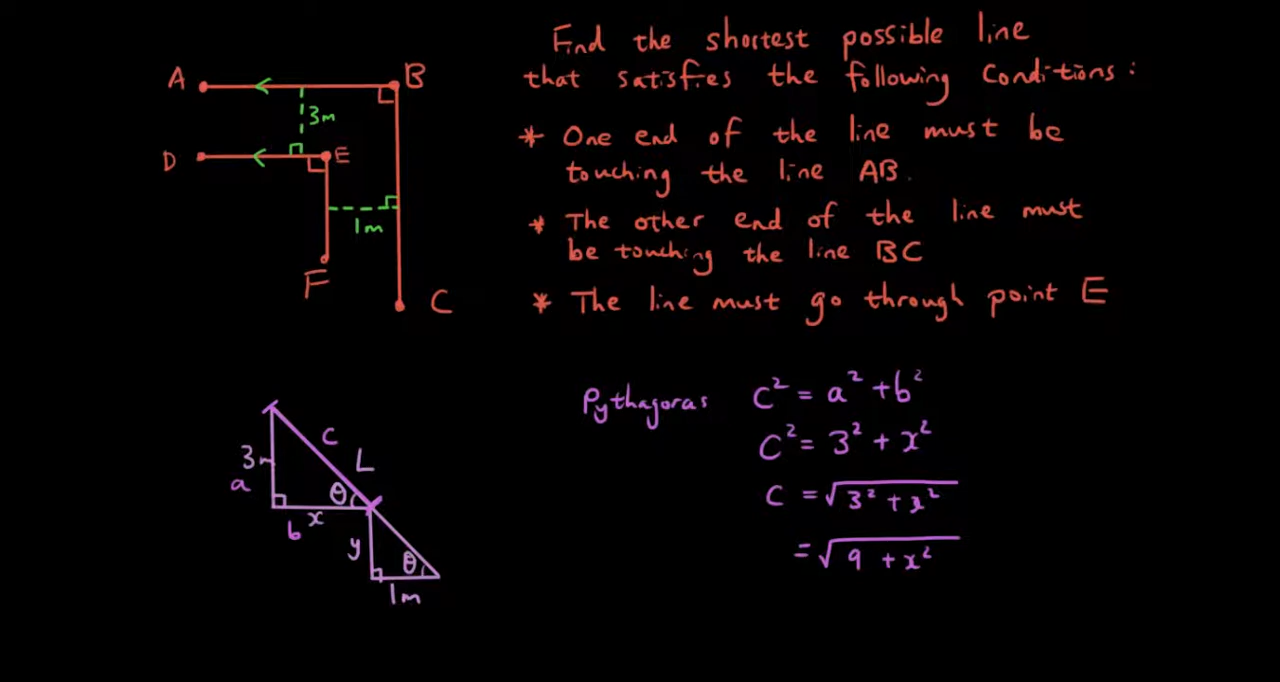 Find the shortest possible line
that satisfies the following Conditions:
* One end of the line must be
touching the line AB.
* The other end of the line must
be touching the line BC
* The line must go through point E
A
B
3m
D
E
1m
F
C
Pythagoras C² = a² + b²
C² = 3² + x²
C = √3² + x²
= √9 + x²
C
L
3m
a
θ
b
x
y
θ
1m